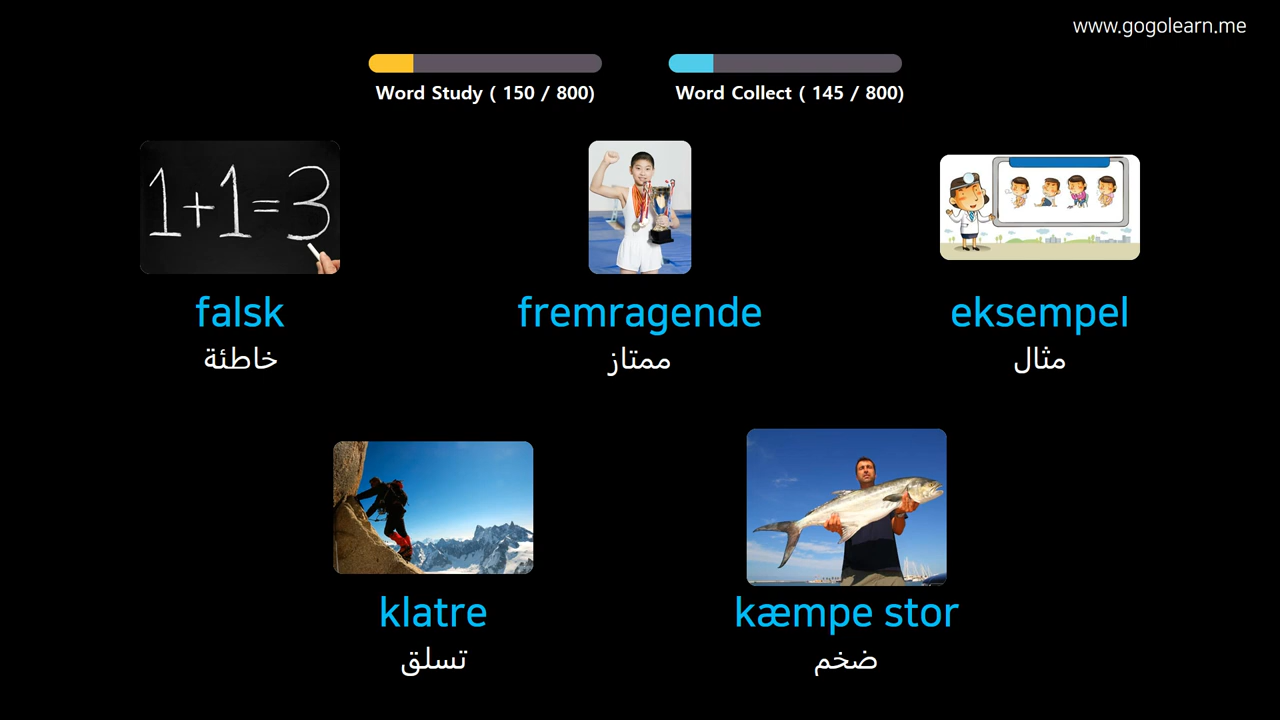 www.gogolearn.me
Word Study ( 150 / 800)
Word Collect ( 145 / 800)
1+1=3
falsk
خاطئة
fremragende
ممتاز
eksempel
مثال
klatre
تسلق
kæmpe stor
ضخم